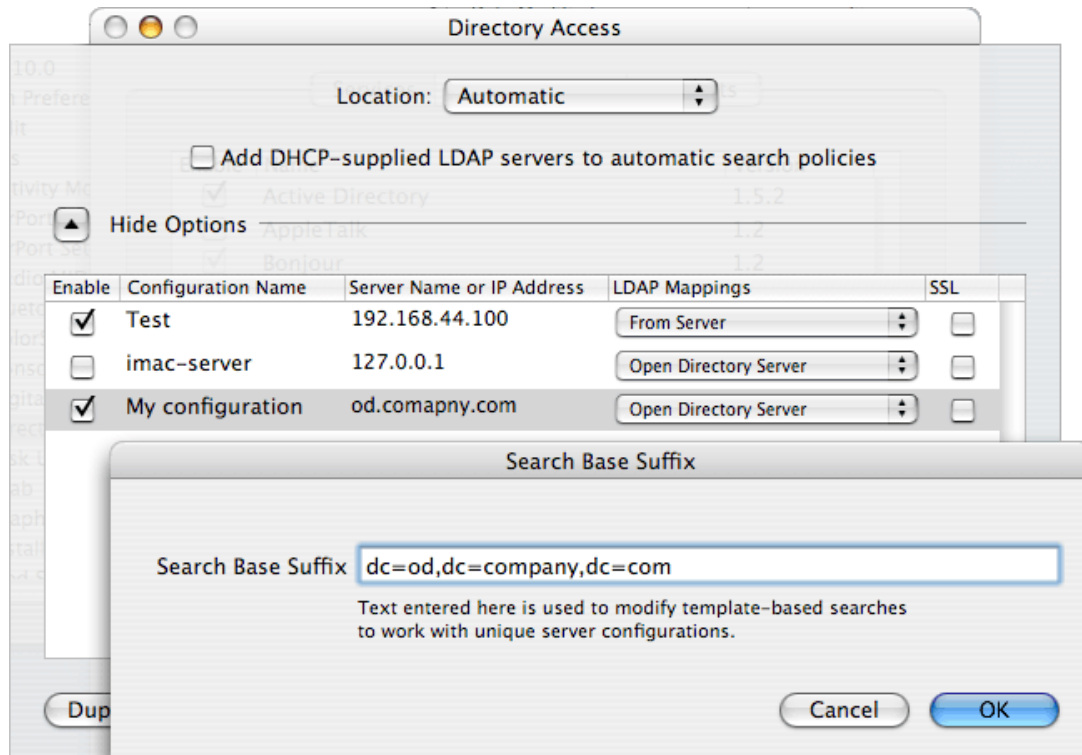 Directory Access
Location: Automatic
Add DHCP-supplied LDAP servers to automatic search policies
Active Directory 1.5.2
AppleTalk 1.2
Bonjour 1.2
Hide Options
Enable Configuration Name Server Name or IP Address LDAP Mappings SSL
Test 192.168.44.100 From Server
imac-server 127.0.0.1 Open Directory Server
My configuration od.comapny.com Open Directory Server
Search Base Suffix
Search Base Suffix dc=od,dc=company,dc=com
Text entered here is used to modify template-based searches
to work with unique server configurations.
Dup
Cancel OK